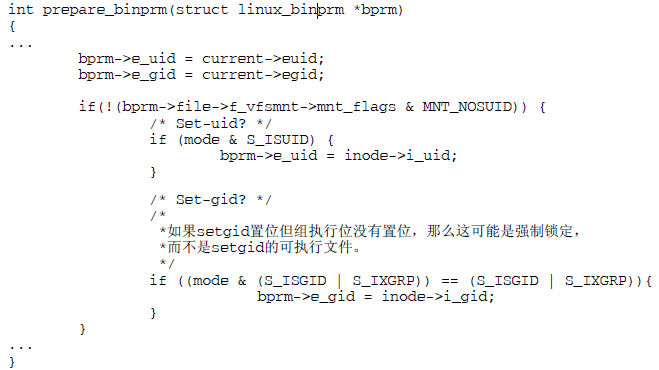 int prepare_binprm(struct linux_binprm *bprm)
{
...
        bprm->e_uid = current->euid;
        bprm->e_gid = current->egid;

        if(!(bprm->file->f_vfsmnt->mnt_flags & MNT_NOSUID)) {
                /* Set-uid? */
                if (mode & S_ISUID) {
                        bprm->e_uid = inode->i_uid;
                }

                /* Set-gid? */
                /*
                 *如果setgid置位但组执行位没有置位，那么这可能是强制锁定，
                 *而不是setgid的可执行文件。
                 */
                if ((mode & (S_ISGID | S_IXGRP)) == (S_ISGID | S_IXGRP)){
                            bprm->e_gid = inode->i_gid;
                }
        }
...
}